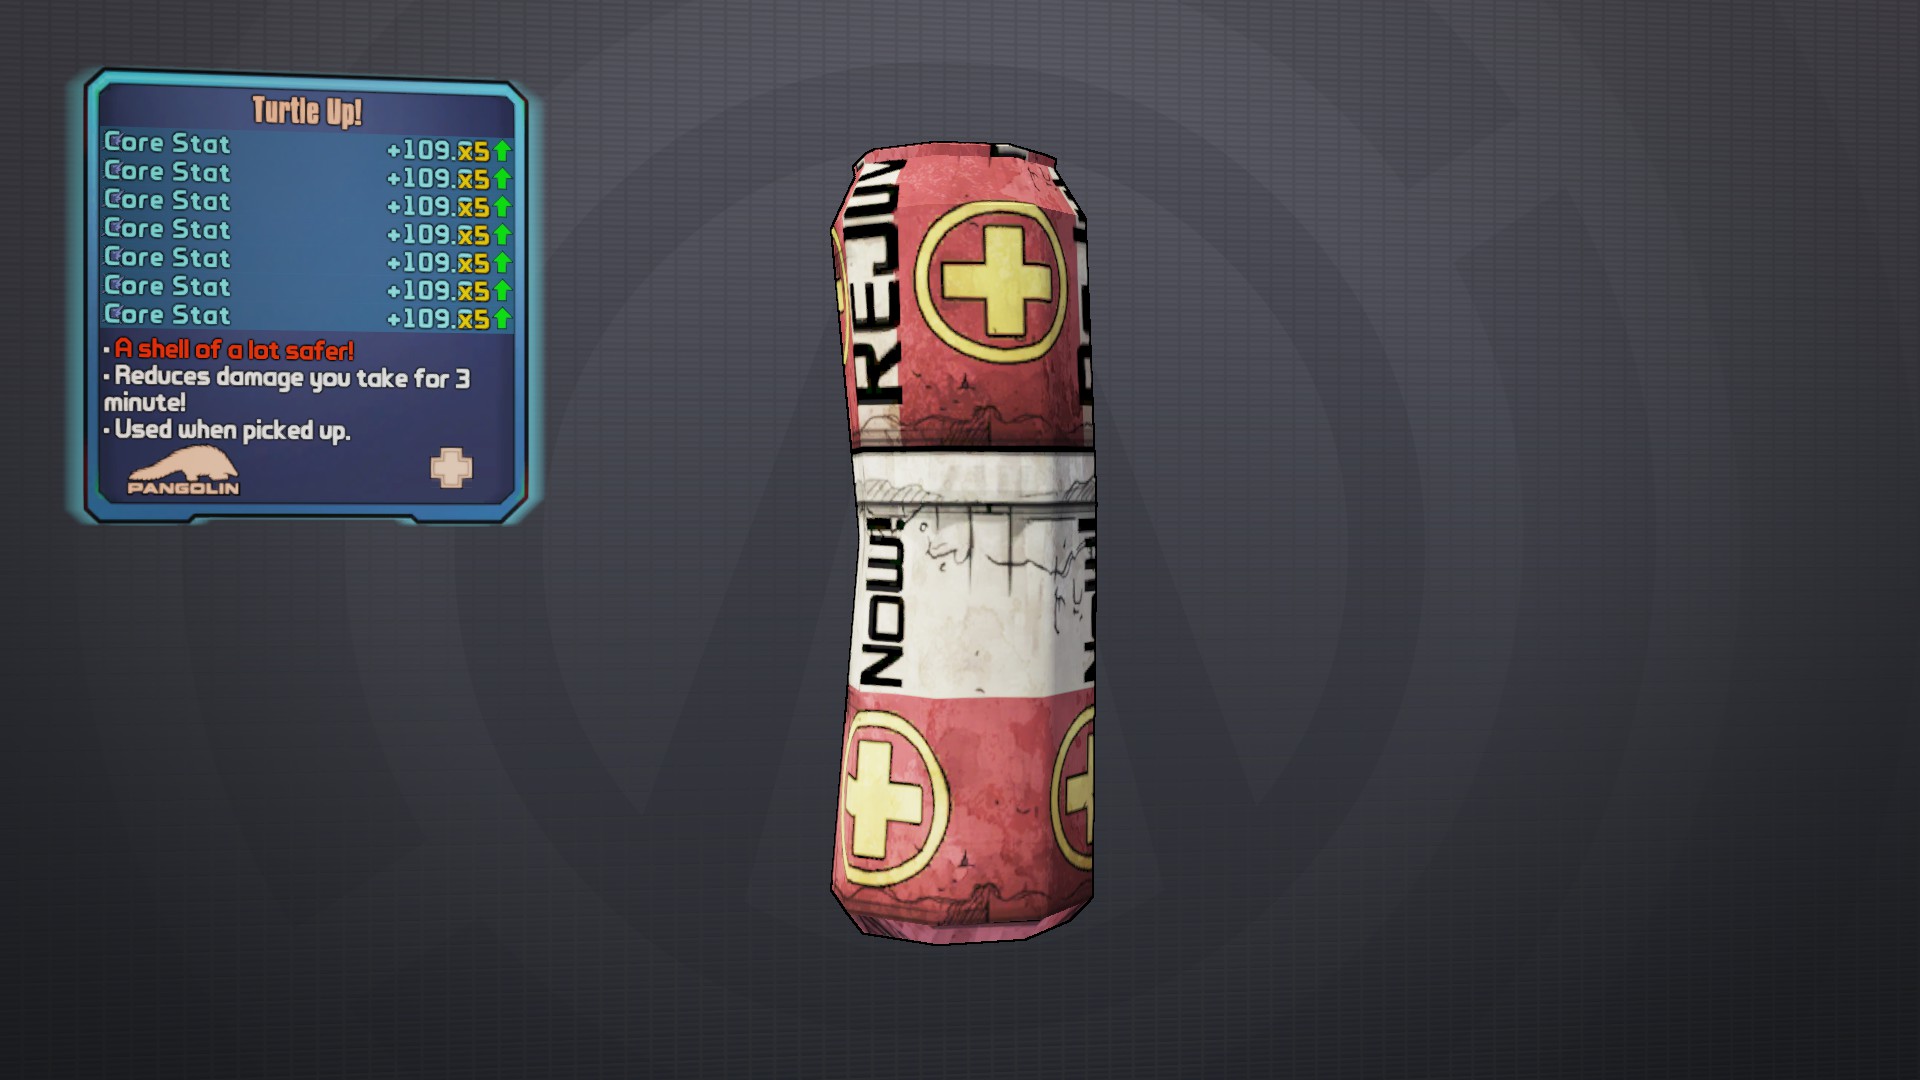 Turtle Up!
Core Stat +109. x5
Core Stat +109. x5
Core Stat +109. x5
Core Stat +109. x5
Core Stat +109. x5
Core Stat +109. x5
Core Stat +109. x5
• A shell of a lot safer!
• Reduces damage you take for 3
minute!
• Used when picked up.
PANGOLIN
REJUV
NOW!